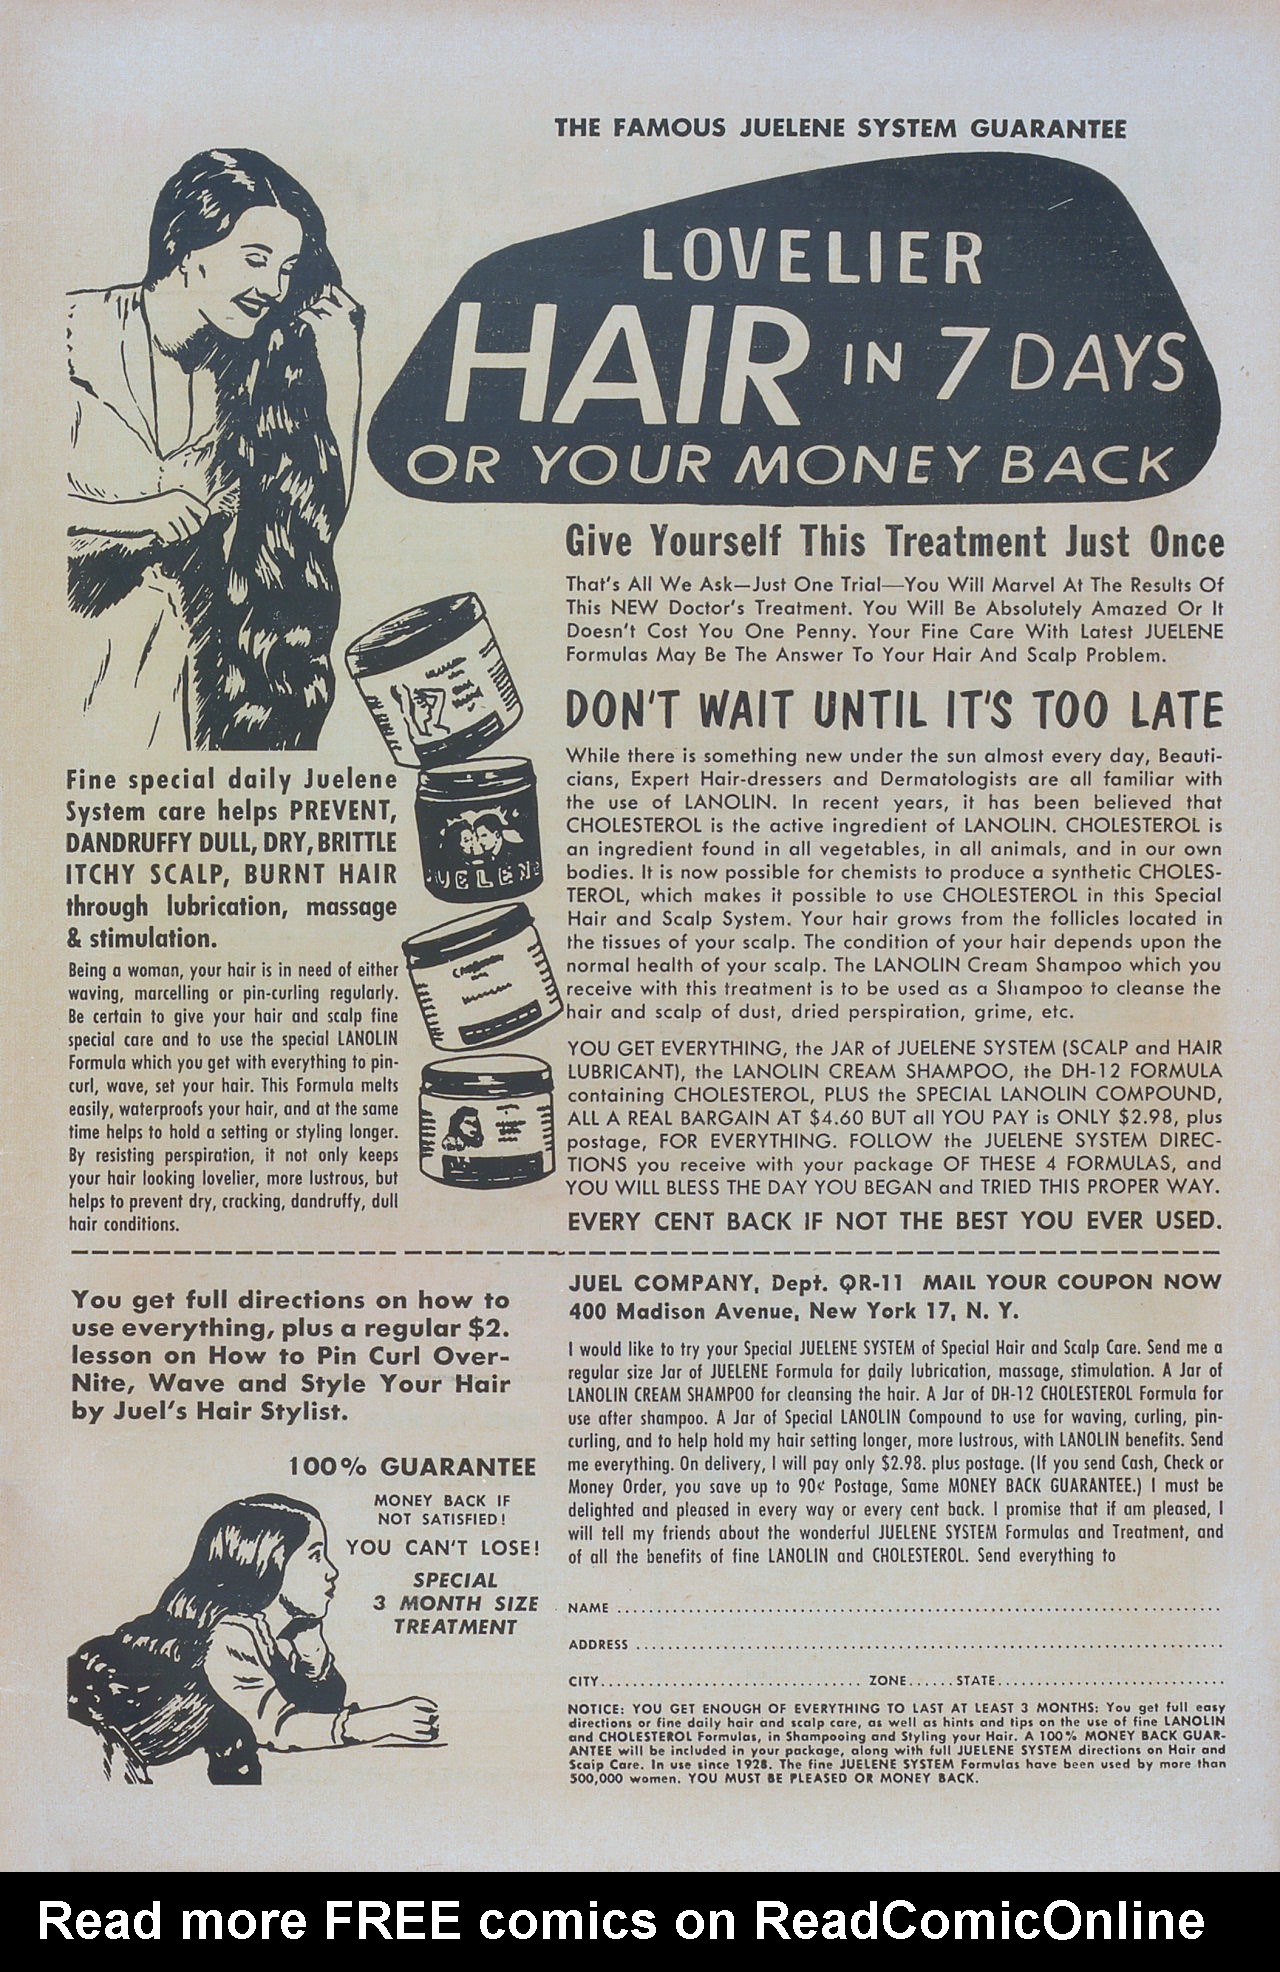 THE FAMOUS JUELENE SYSTEM GUARANTEE
LOVELIER
HAIR IN 7 DAYS
OR YOUR MONEY BACK
Give Yourself This Treatment Just Once
That's All We Ask—Just One Trial—You Will Marvel At The Results Of
This NEW Doctor's Treatment. You Will Be Absolutely Amazed Or It
Doesn't Cost You One Penny. Your Fine Care With Latest JUELENE
Formulas May Be The Answer To Your Hair And Scalp Problem.
DON'T WAIT UNTIL IT'S TOO LATE
While there is something new under the sun almost every day, Beauti-
cians, Expert Hair-dressers and Dermatologists are all familiar with
the use of LANOLIN. In recent years, it has been believed that
CHOLESTEROL is the active ingredient of LANOLIN. CHOLESTEROL is
an ingredient found in all vegetables, in all animals, and in our own
bodies. It is now possible for chemists to produce a synthetic CHOLES-
TEROL, which makes it possible to use CHOLESTEROL in this Special
Hair and Scalp System. Your hair grows from the follicles located in
the tissues of your scalp. The condition of your hair depends upon the
normal health of your scalp. The LANOLIN Cream Shampoo which you
receive with this treatment is to be used as a Shampoo to cleanse the
hair and scalp of dust, dried perspiration, grime, etc.
YOU GET EVERYTHING, the JAR of JUELENE SYSTEM (SCALP and HAIR
LUBRICANT), the LANOLIN CREAM SHAMPOO, the DH-12 FORMULA
containing CHOLESTEROL, PLUS the SPECIAL LANOLIN COMPOUND,
ALL A REAL BARGAIN AT $4.60 BUT all YOU PAY is ONLY $2.98, plus
postage, FOR EVERYTHING. FOLLOW the JUELENE SYSTEM DIREC-
TIONS you receive with your package OF THESE 4 FORMULAS, and
YOU WILL BLESS THE DAY YOU BEGAN and TRIED THIS PROPER WAY.
EVERY CENT BACK IF NOT THE BEST YOU EVER USED.
Fine special daily Juelene
System care helps PREVENT,
DANDRUFFY DULL, DRY, BRITTLE
ITCHY SCALP, BURNT HAIR
through lubrication, massage
& stimulation.
Being a woman, your hair is in need of either
waving, marcelling or pin-curling regularly.
Be certain to give your hair and scalp fine
special care and to use the special LANOLIN
Formula which you get with everything to pin-
curl, wave, set your hair. This Formula melts
easily, waterproofs your hair, and at the same
time helps to hold a setting or styling longer.
By resisting perspiration, it not only keeps
your hair looking lovelier, more lustrous, but
helps to prevent dry, cracking, dandruffy, dull
hair conditions.
JUELENE
You get full directions on how to
use everything, plus a regular $2.
lesson on How to Pin Curl Over-
Nite, Wave and Style Your Hair
by Juel's Hair Stylist.
100% GUARANTEE
MONEY BACK IF
NOT SATISFIED!
YOU CAN'T LOSE!
SPECIAL
3 MONTH SIZE
TREATMENT
JUEL COMPANY, Dept. QR-11 MAIL YOUR COUPON NOW
400 Madison Avenue, New York 17, N. Y.
I would like to try your Special JUELENE SYSTEM of Special Hair and Scalp Care. Send me a
regular size Jar of JUELENE Formula for daily lubrication, massage, stimulation. A Jar of
LANOLIN CREAM SHAMPOO for cleansing the hair. A Jar of DH-12 CHOLESTEROL Formula for
use after shampoo. A Jar of Special LANOLIN Compound to use for waving, curling, pin-
curling, and to help hold my hair setting longer, more lustrous, with LANOLIN benefits. Send
me everything. On delivery, I will pay only $2.98. plus postage. (If you send Cash, Check or
Money Order, you save up to 90¢ Postage, Same MONEY BACK GUARANTEE.) I must be
delighted and pleased in every way or every cent back. I promise that if am pleased, I
will tell my friends about the wonderful JUELENE SYSTEM Formulas and Treatment, and
of all the benefits of fine LANOLIN and CHOLESTEROL. Send everything to
NAME
ADDRESS
CITY ZONE STATE
NOTICE: YOU GET ENOUGH OF EVERYTHING TO LAST AT LEAST 3 MONTHS: You get full easy
directions or fine daily hair and scalp care, as well as hints and tips on the use of fine LANOLIN
and CHOLESTEROL Formulas, in Shampooing and Styling your Hair. A 100% MONEY BACK GUAR-
ANTEE will be included in your package, along with full JUELENE SYSTEM directions on Hair and
Scalp Care. In use since 1928. The fine JUELENE SYSTEM Formulas have been used by more than
500,000 women. YOU MUST BE PLEASED OR MONEY BACK.
Read more FREE comics on ReadComicOnline